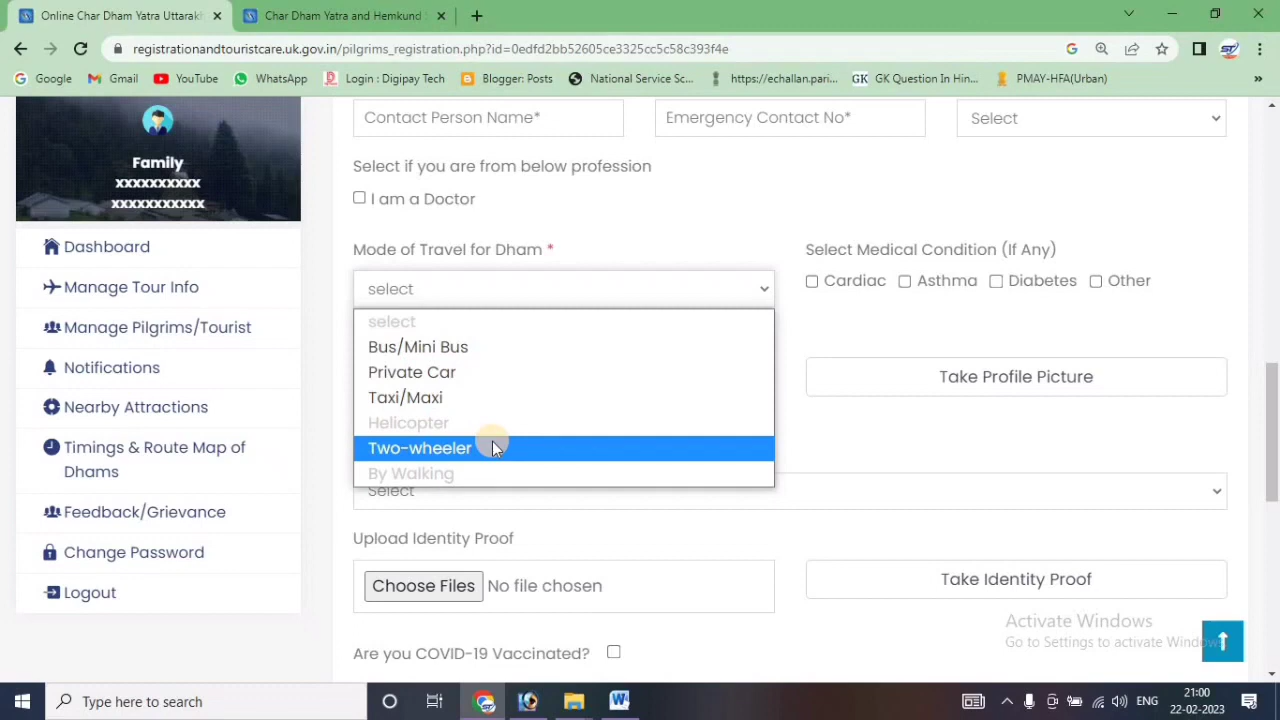 Online Char Dham Yatra Uttarak
Char Dham Yatra and Hemkund
registrationandtouristcare.uk.gov.in/pilgrims_registration.php?id=0edfd2bb52605ce3325cc5c58c393f4e
Google
Gmail
YouTube
WhatsApp
Login : Digipay Tech
Blogger: Posts
National Service Sc...
https://echallan.pari...
GK
GK Question In Hin...
PMAY-HFA(Urban)
»
Family
xxxxxxxxxx
xxxxxxxxxxx
Dashboard
Manage Tour Info
Manage Pilgrims/Tourist
Notifications
Nearby Attractions
Timings & Route Map of
Dhams
Feedback/Grievance
Change Password
Logout
Contact Person Name*
Emergency Contact No*
Select
Select if you are from below profession
I am a Doctor
Mode of Travel for Dham *
Select Medical Condition (If Any)
select
Cardiac
Asthma
Diabetes
Other
select
Bus/Mini Bus
Private Car
Taxi/Maxi
Helicopter
Two-wheeler
By Walking
Take Profile Picture
Select
Upload Identity Proof
Choose Files No file chosen
Take Identity Proof
Are you COVID-19 Vaccinated?
Activate Windows
Go to Settings to activate Windows.
Type here to search
ENG
21:00
22-02-2023